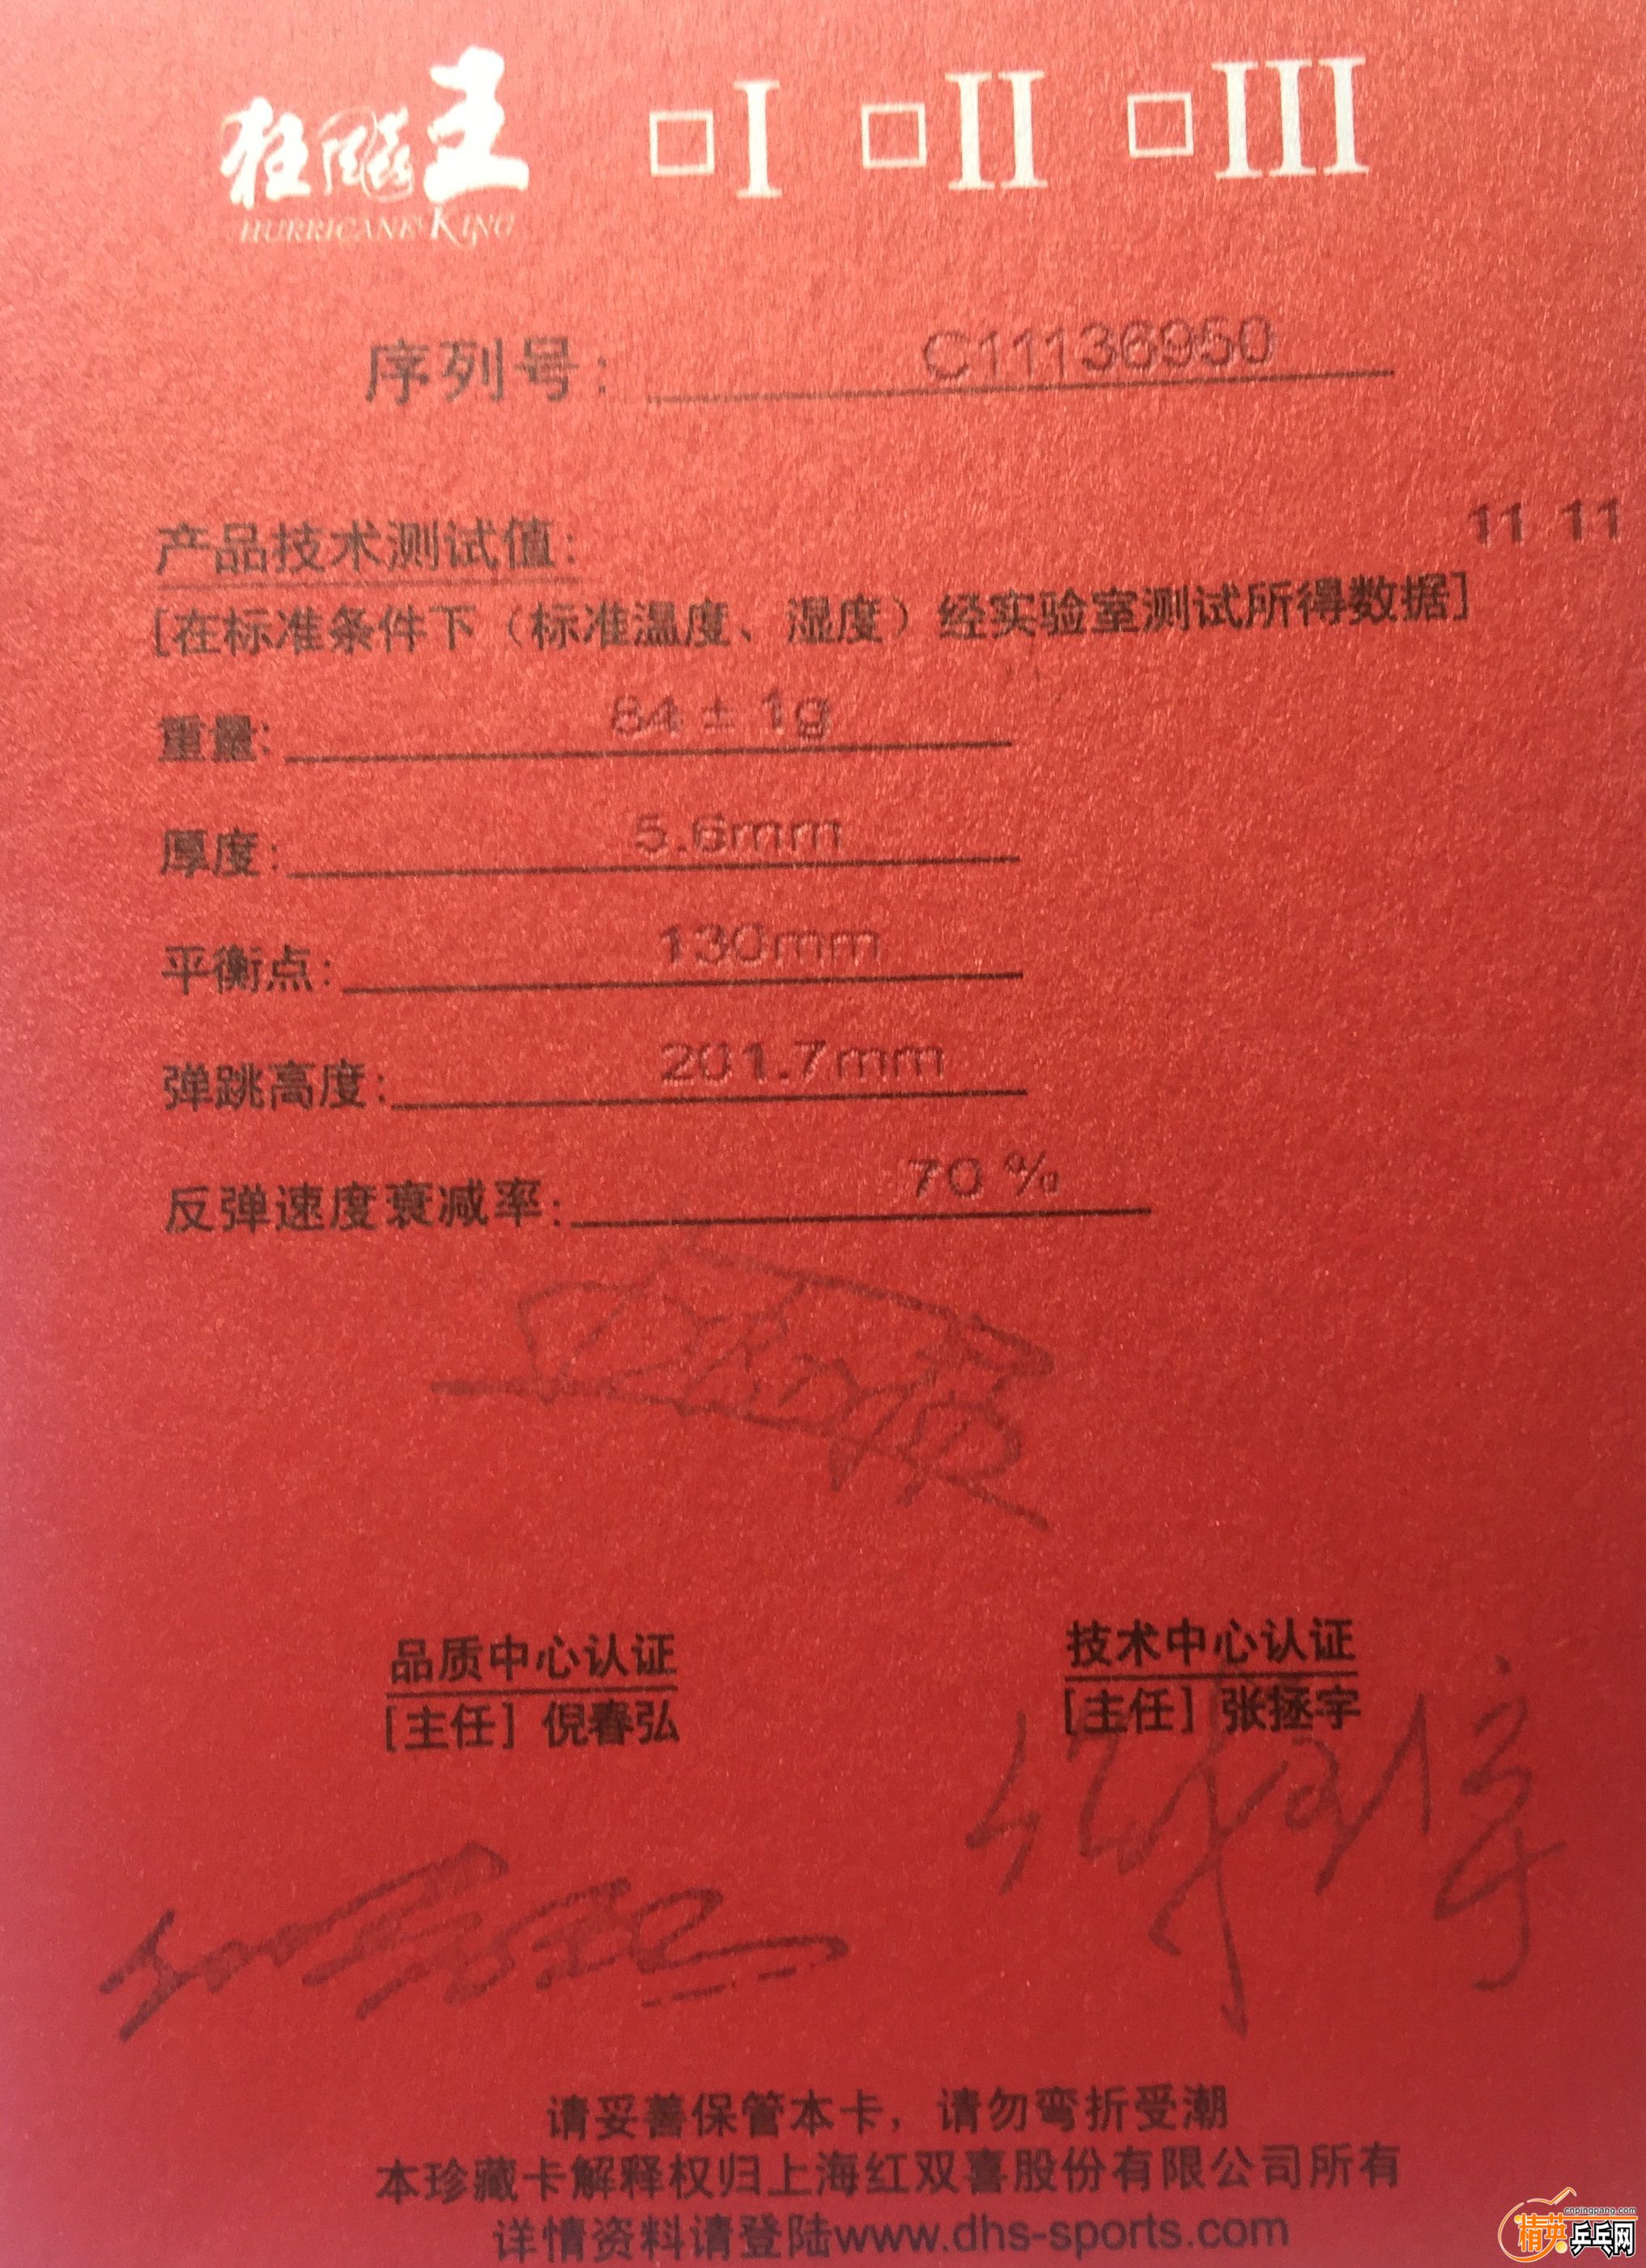 狂飚王 □I □II □III
HURRICANE KING
序列号: C11136950
产品技术测试值: 11 11
[在标准条件下（标准温度、湿度）经实验室测试所得数据]
重量: 84 ± 1g
厚度: 5.6mm
平衡点: 130mm
弹跳高度: 201.7mm
反弹速度衰减率: 70 %
品质中心认证 技术中心认证
[主任] 倪春弘 [主任] 张拯宇
请妥善保管本卡，请勿弯折受潮
本珍藏卡解释权归上海红双喜股份有限公司所有
详情资料请登陆www.dhs-sports.com
cnpingpang.com
精英乒乓网